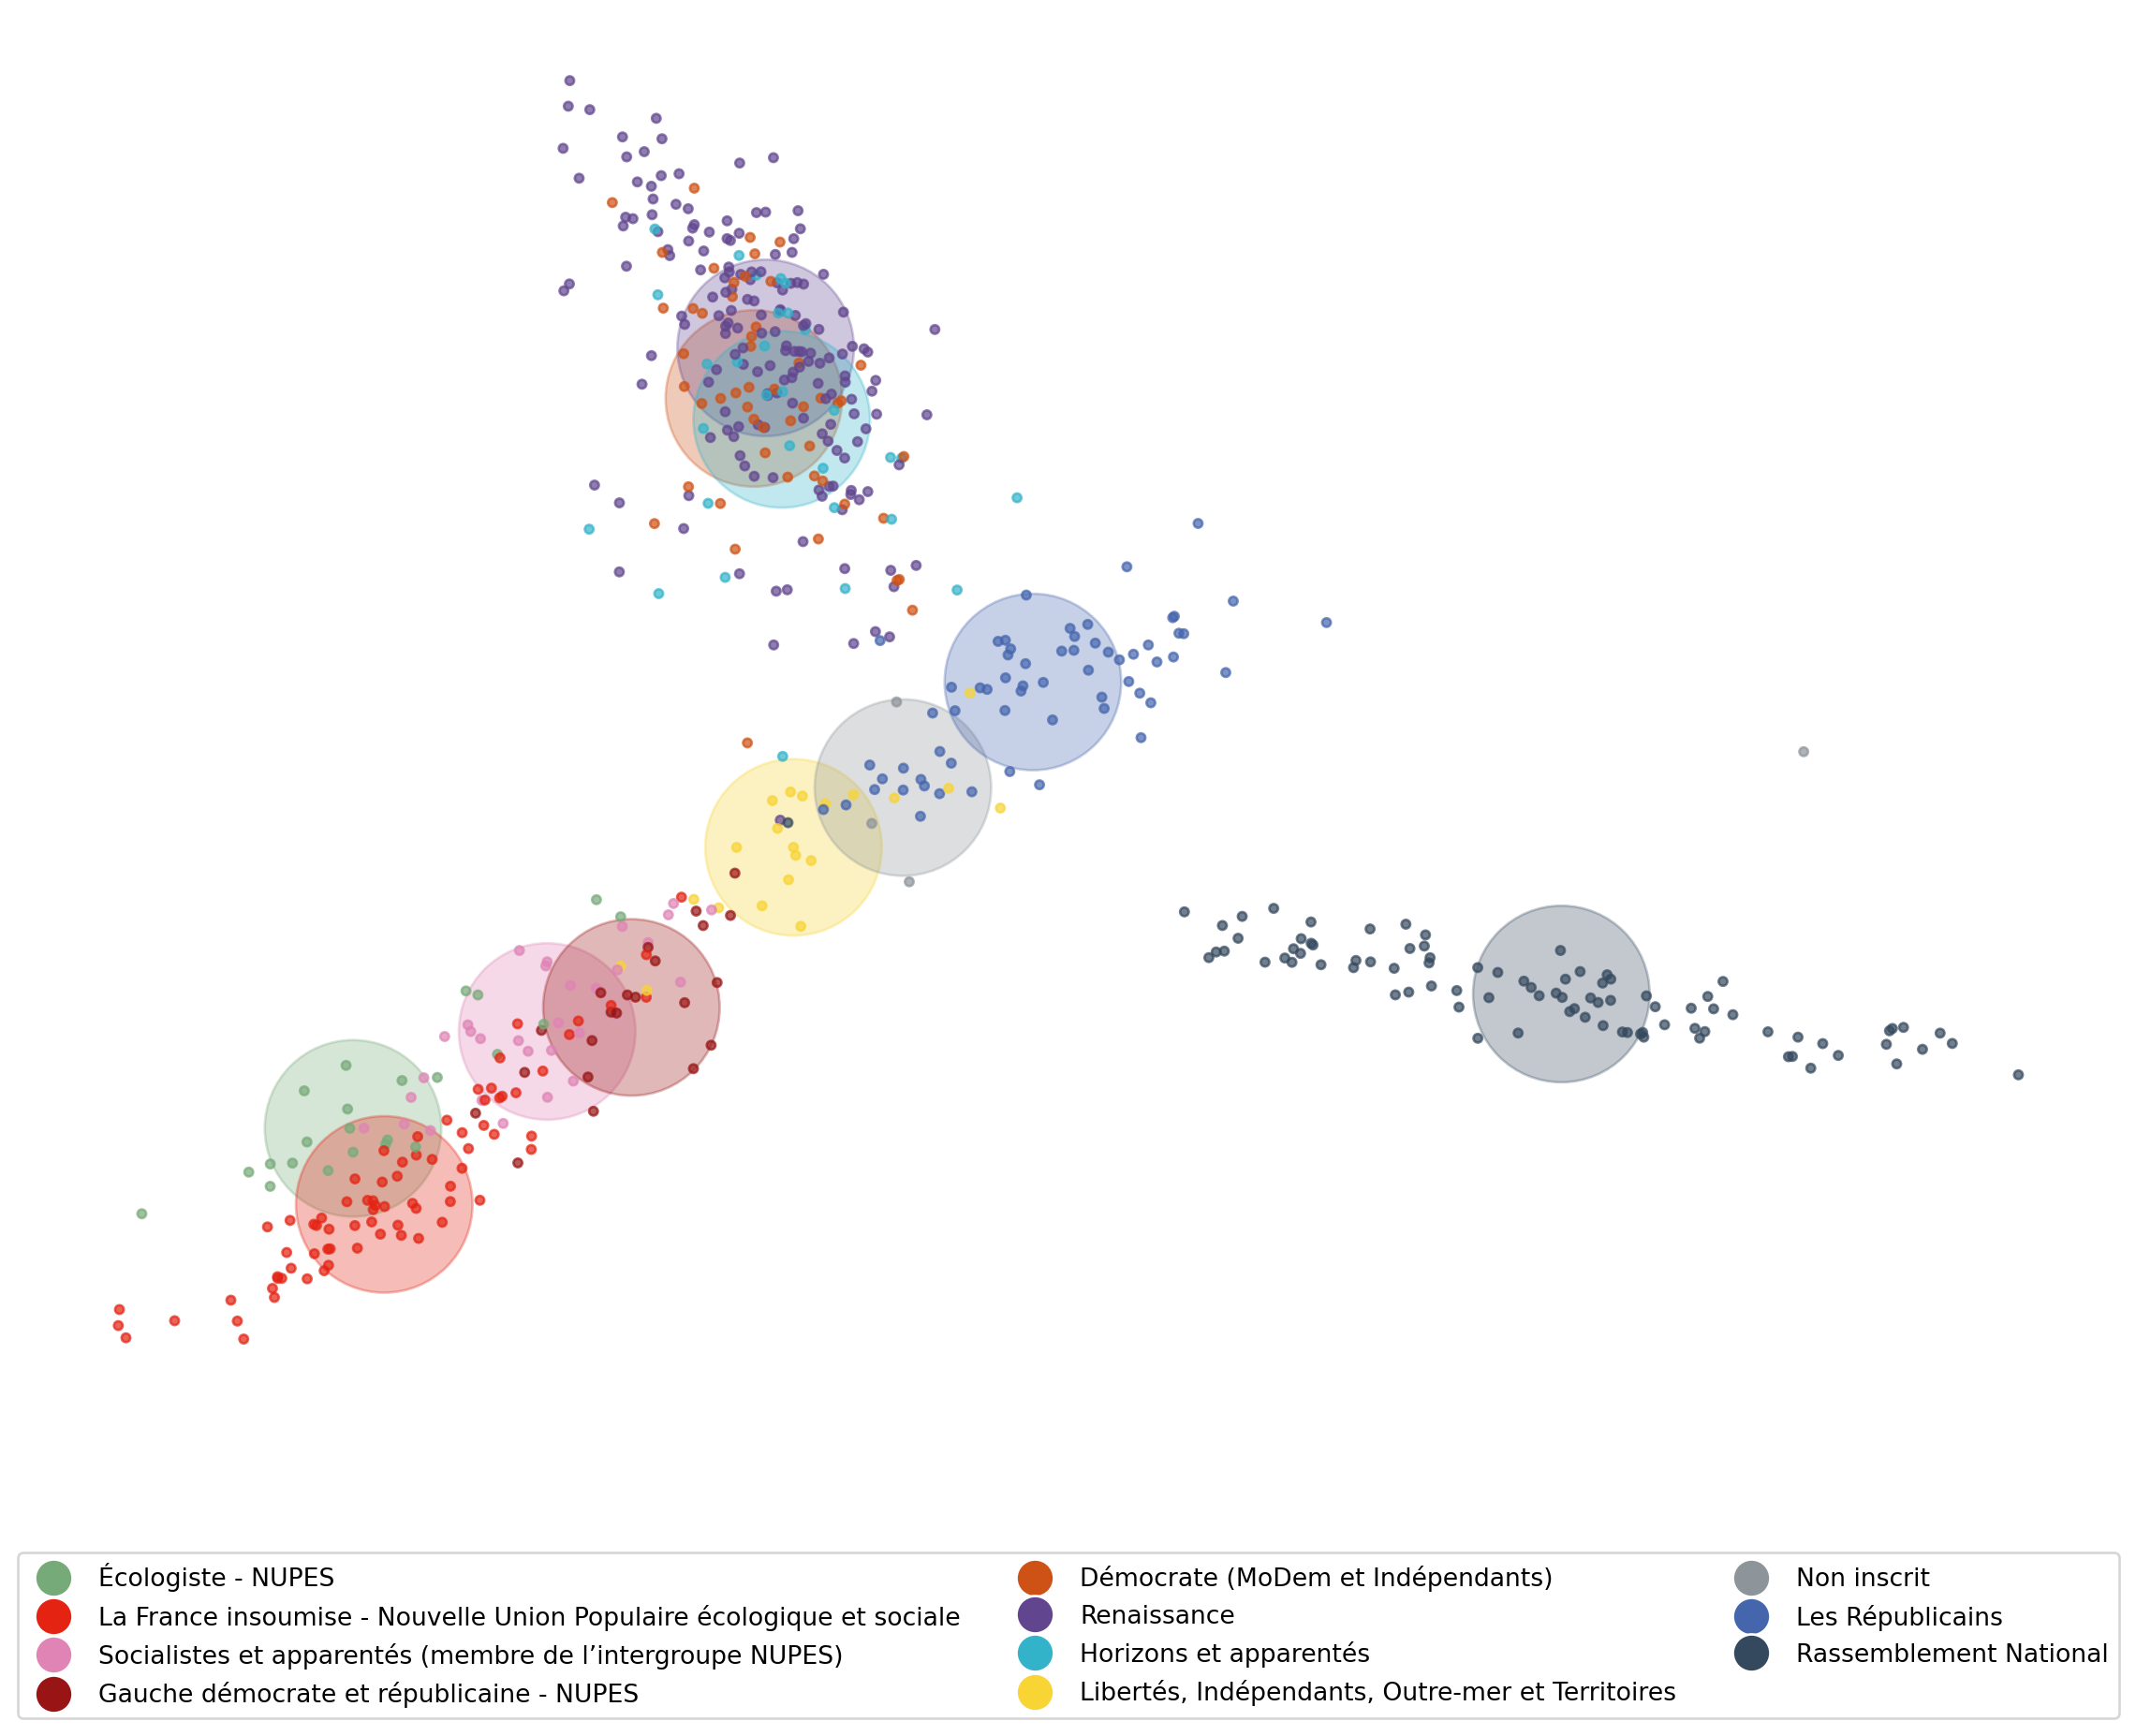 Écologiste - NUPES
La France insoumise - Nouvelle Union Populaire écologique et sociale
Socialistes et apparentés (membre de l’intergroupe NUPES)
Gauche démocrate et républicaine - NUPES
Démocrate (MoDem et Indépendants)
Renaissance
Horizons et apparentés
Libertés, Indépendants, Outre-mer et Territoires
Non inscrit
Les Républicains
Rassemblement National